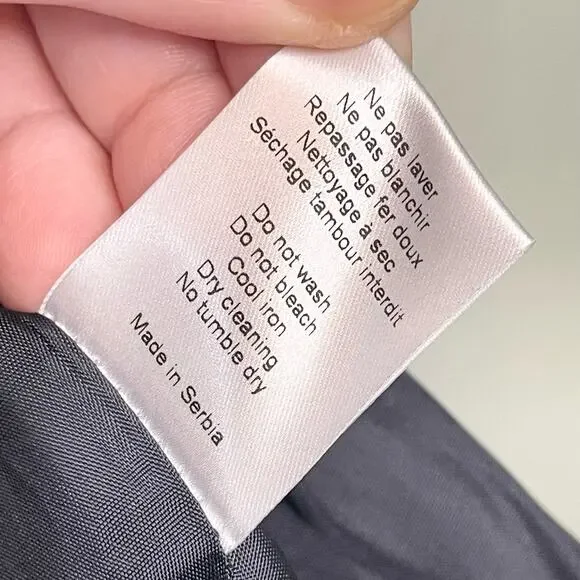 Ne pas laver
Ne pas blanchir
Repassage fer doux
Nettoyage à sec
Séchage tambour interdit
Do not wash
Do not bleach
Cool iron
Dry cleaning
No tumble dry
Made in Serbia